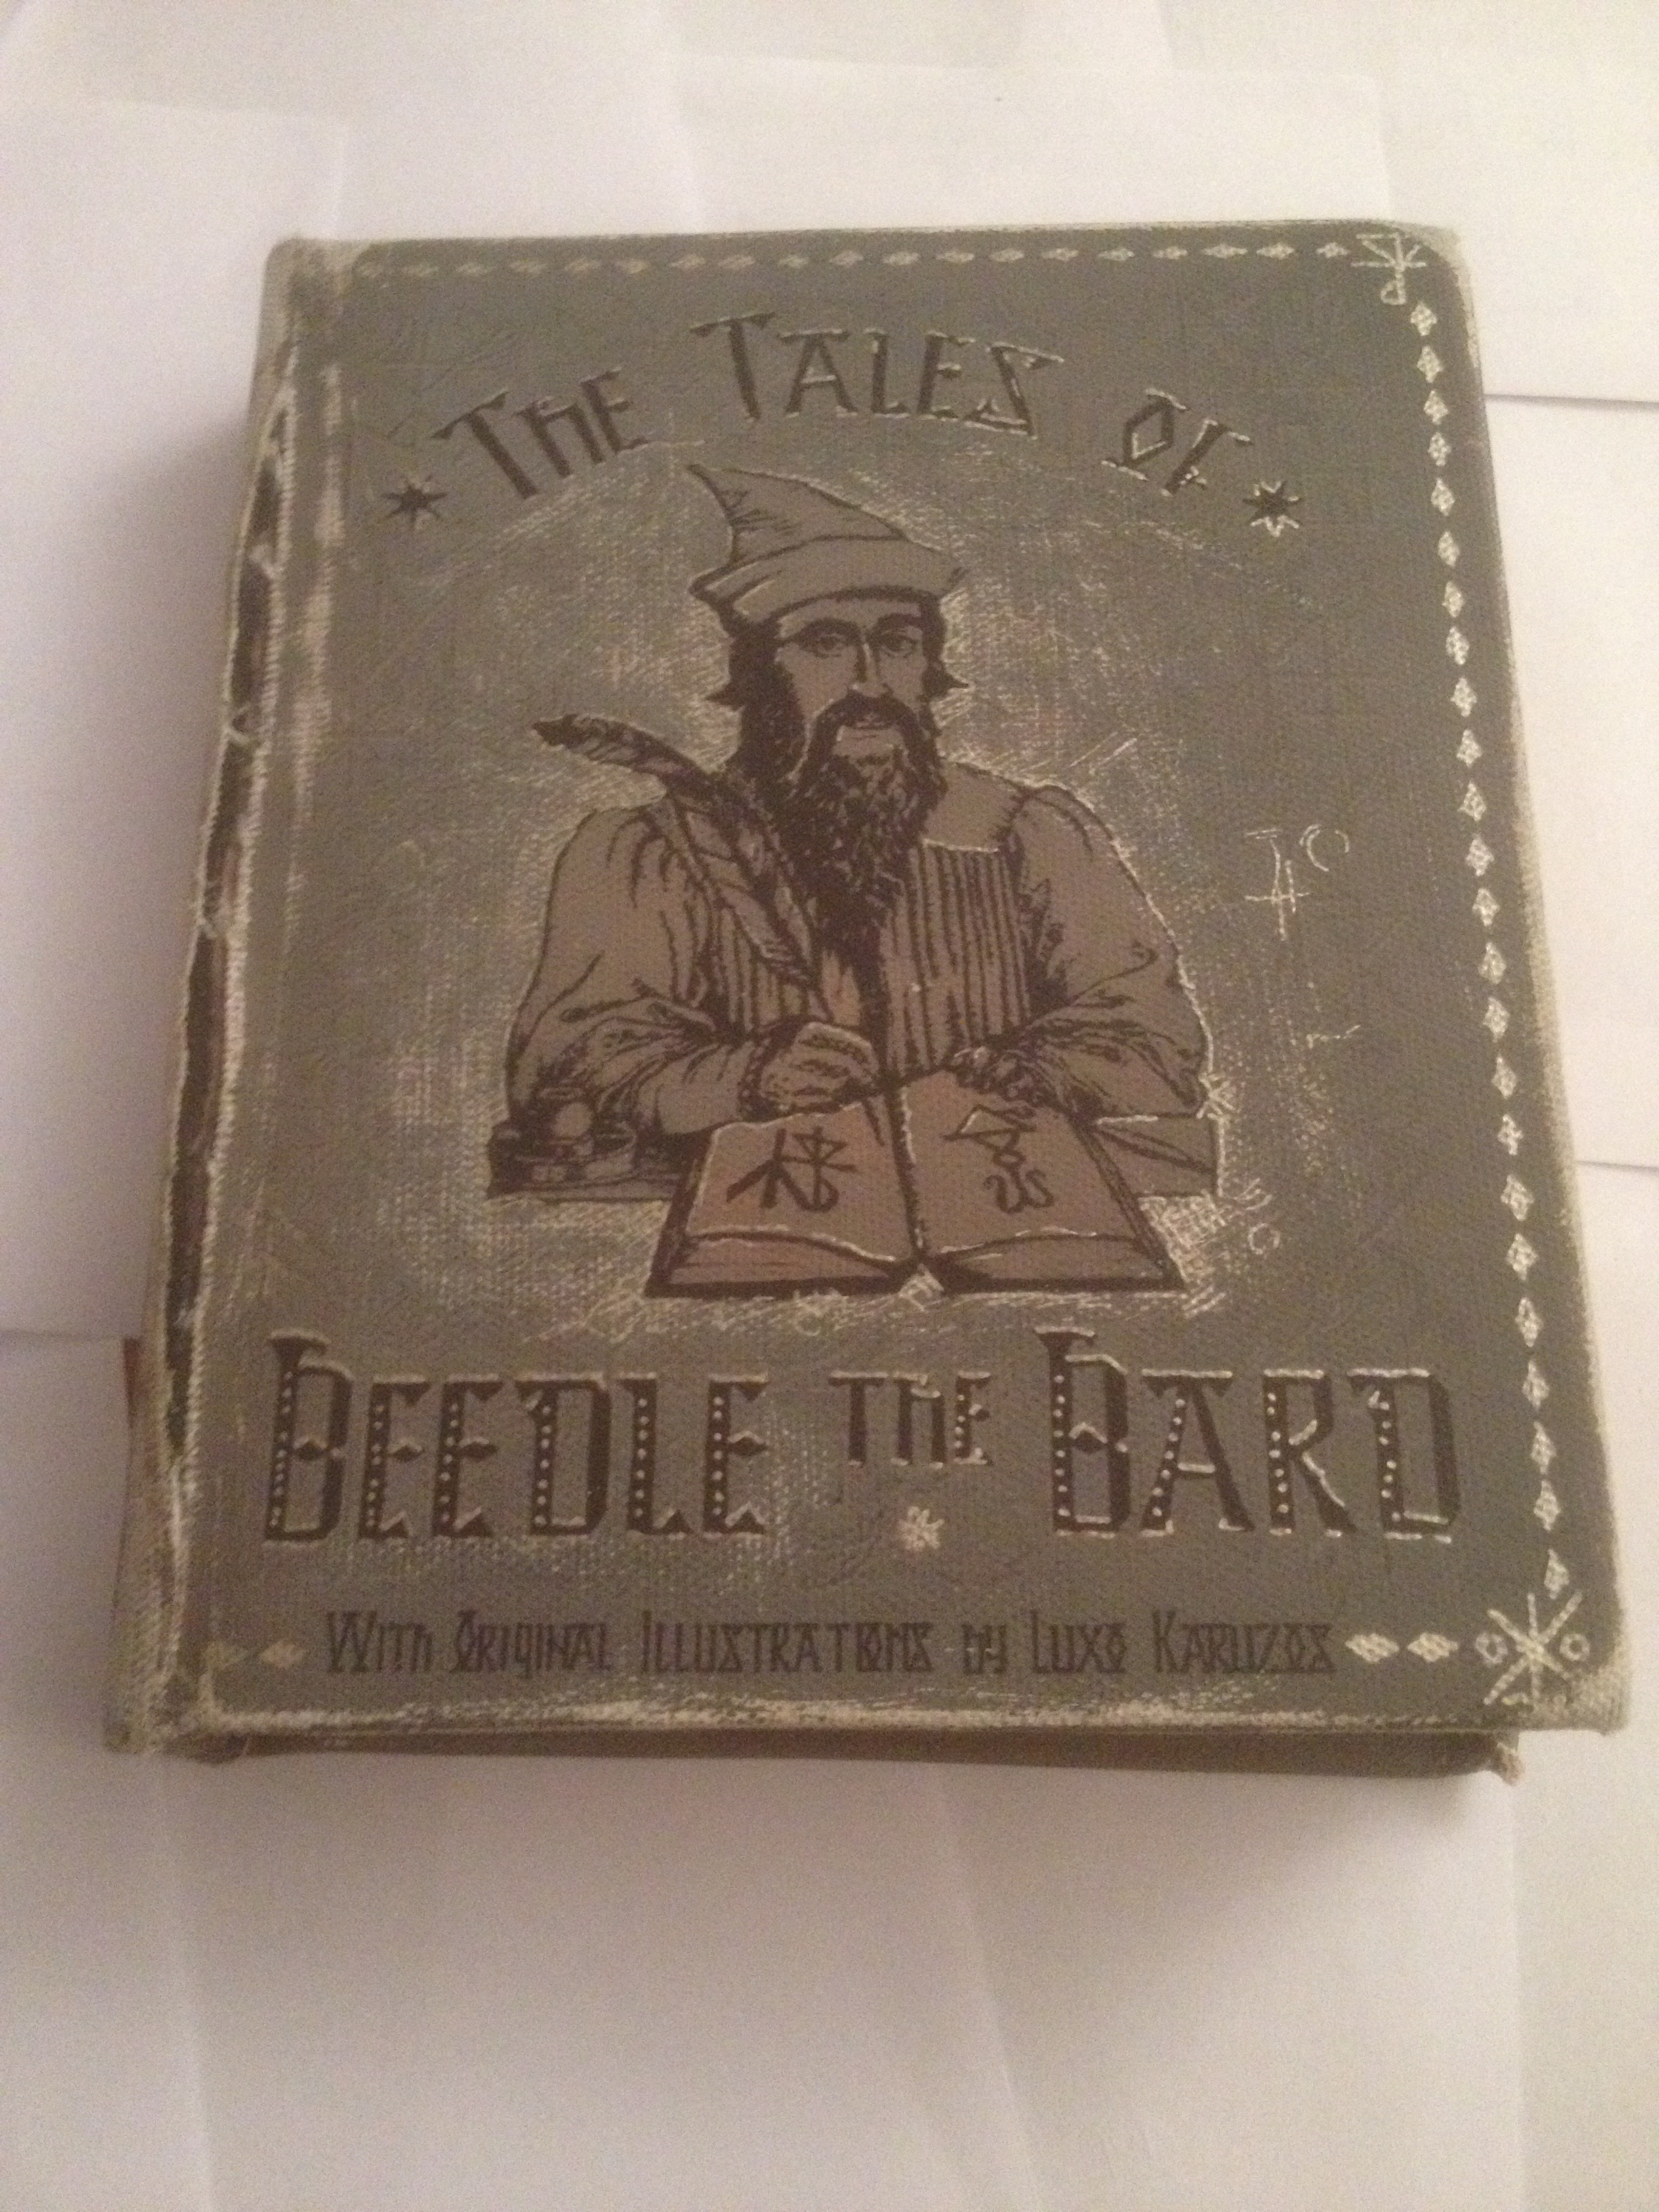 The Tales of
Beedle the Bard
With Original Illustrations by Luxo Karuzos